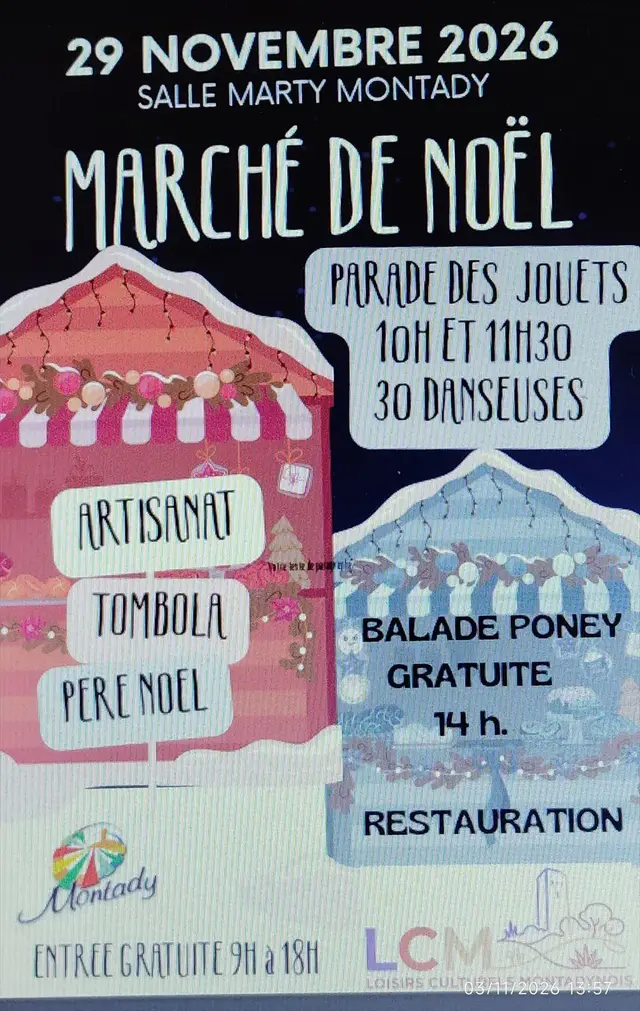 29 NOVEMBRE 2026
SALLE MARTY MONTADY
MARCHÉ DE NOËL
PARADE DES JOUETS
10H ET 11H30
30 DANSEUSES
ARTISANAT
TOMBOLA
PERE NOEL
BALADE PONEY
GRATUITE
14 h.
RESTAURATION
Montady
ENTREE GRATUITE 9H à 18H
LCM
LOISIRS CULTURELS MONTADYNOIS
03/11/2026 13:57